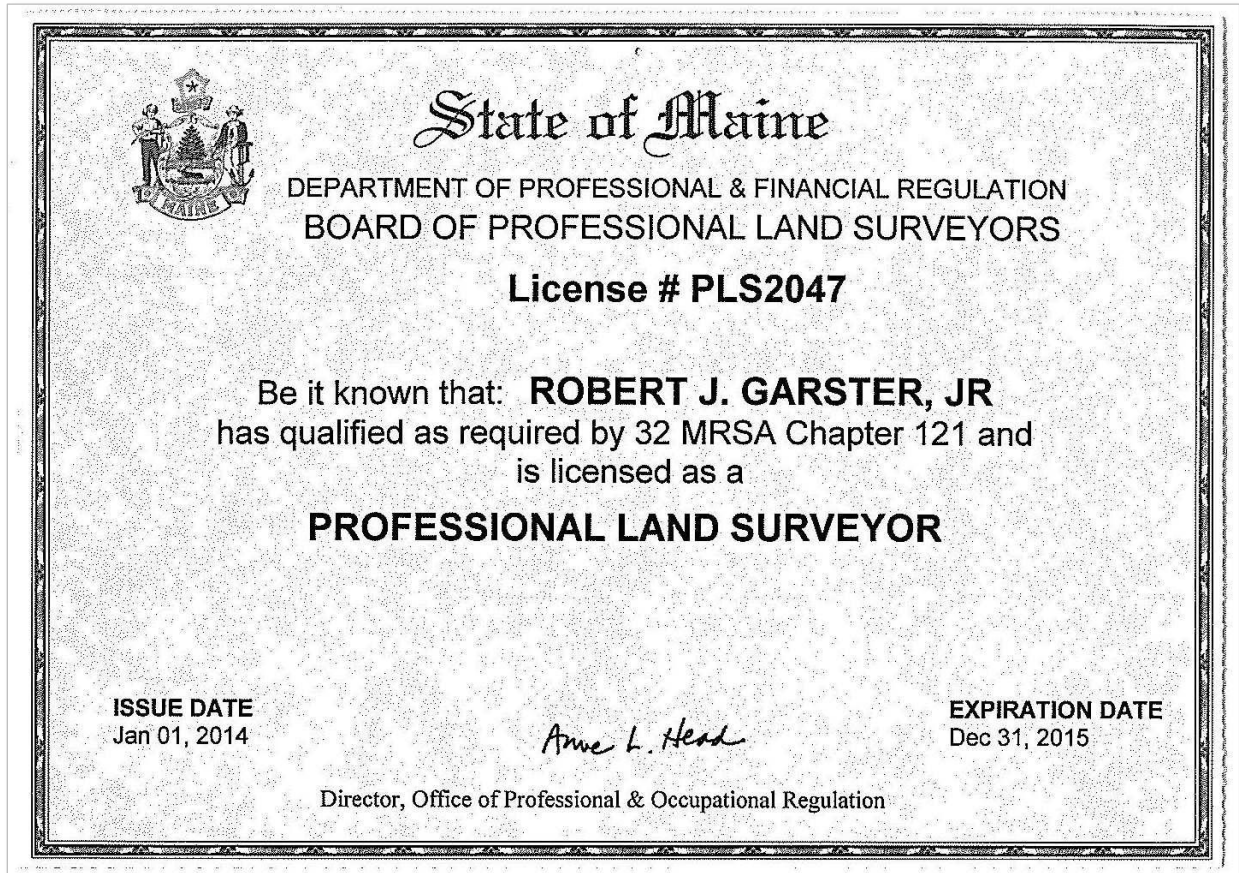 State of Maine
DEPARTMENT OF PROFESSIONAL & FINANCIAL REGULATION
BOARD OF PROFESSIONAL LAND SURVEYORS
License # PLS2047
Be it known that: ROBERT J. GARSTER, JR
has qualified as required by 32 MRSA Chapter 121 and
is licensed as a
PROFESSIONAL LAND SURVEYOR
ISSUE DATE
Jan 01, 2014
Anne L. Head
EXPIRATION DATE
Dec 31, 2015
Director, Office of Professional & Occupational Regulation
MAINE